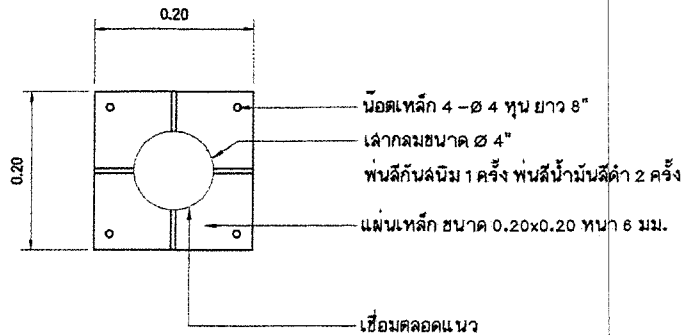 0.20
0.20
น๊อตเหล็ก 4 -Ø 4 หุน ยาว 8"
เสากลมขนาด Ø 4"
พ่นสีกันสนิม 1 ครั้ง พ่นสีน้ำมันสีดำ 2 ครั้ง
แผ่นเหล็ก ขนาด 0.20x0.20 หนา 6 มม.
เชื่อมตลอดแนว